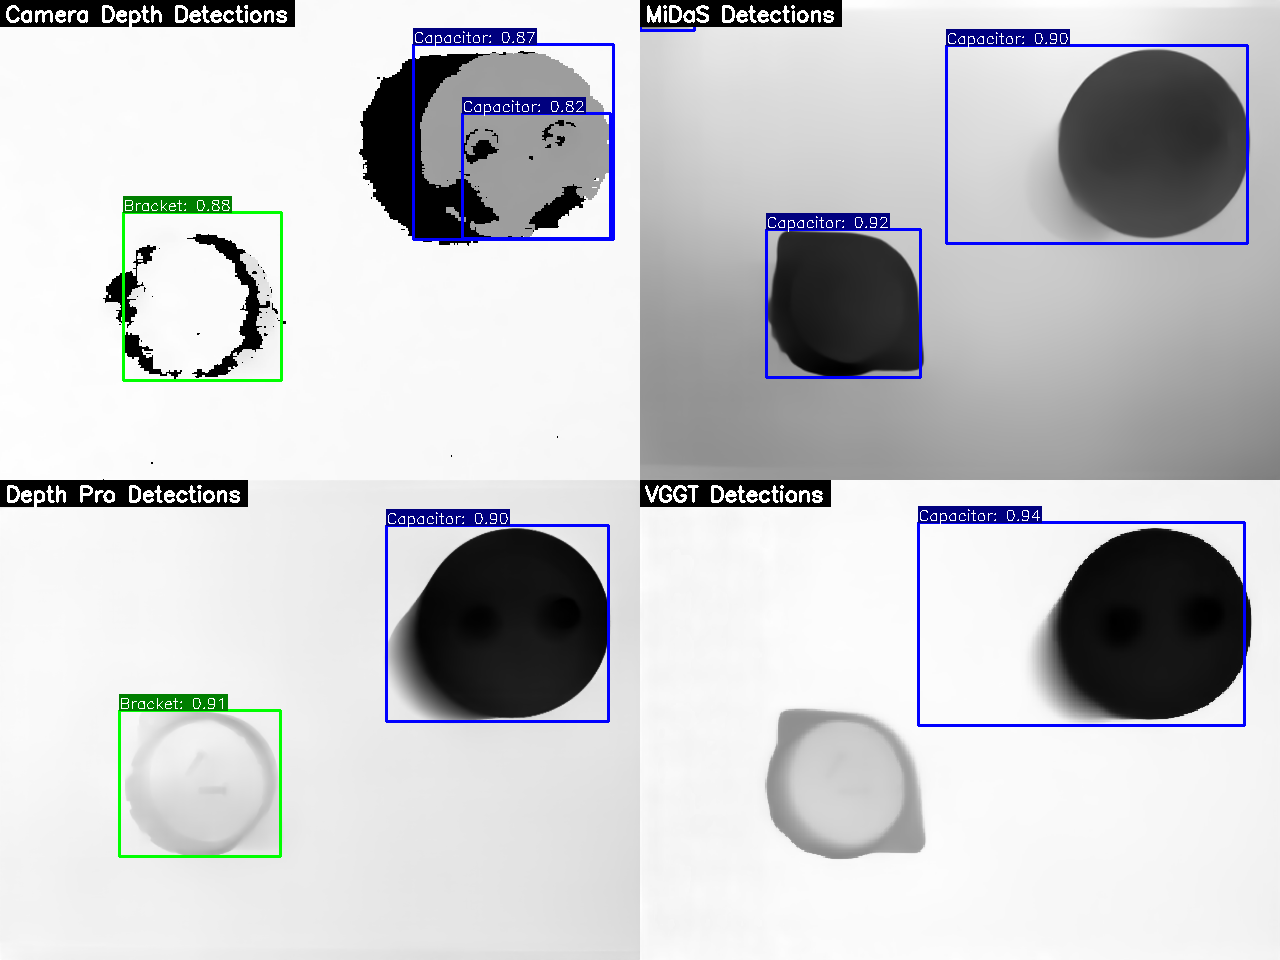 Camera Depth Detections
Capacitor: 0.87
Capacitor: 0.82
Bracket: 0.88
MiDaS Detections
Capacitor: 0.90
Capacitor: 0.92
Depth Pro Detections
Capacitor: 0.90
Bracket: 0.91
VGGT Detections
Capacitor: 0.94